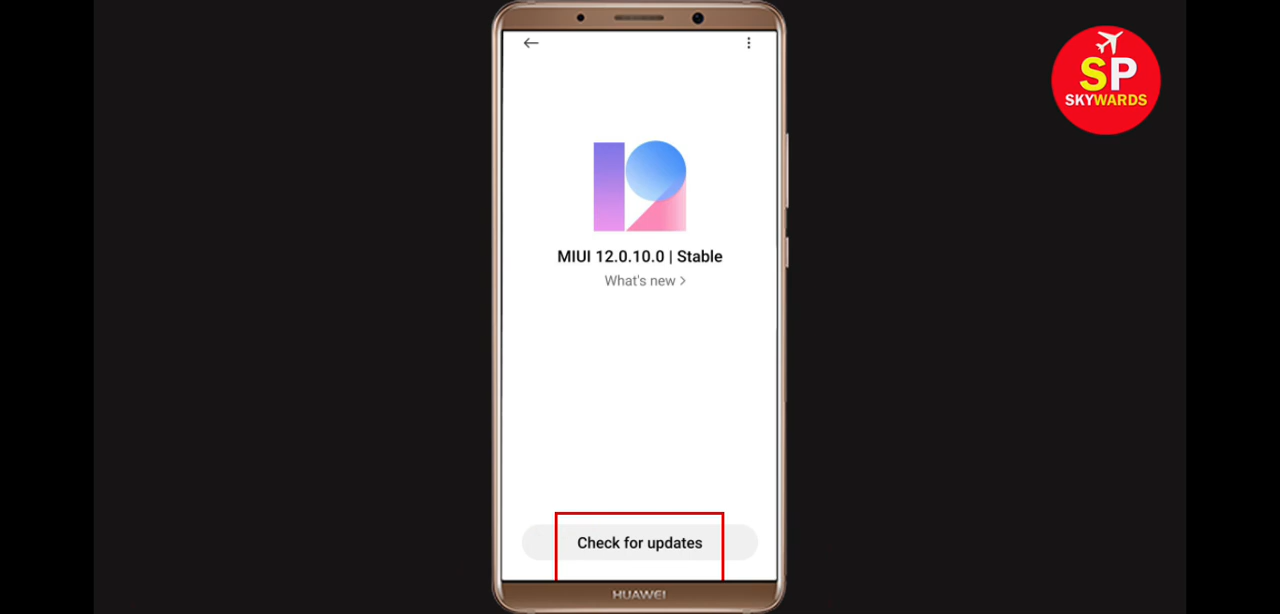 SP
SKYWARDS
MIUI 12.0.10.0 | Stable
What's new >
Check for updates
HUAWEI